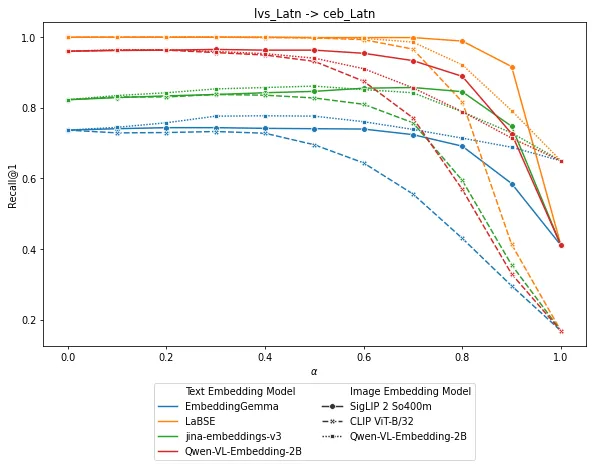 lvs_Latn -> ceb_Latn
1.0
0.8
0.6
0.4
0.2
Recall@1
0.0 0.2 0.4 0.6 0.8 1.0
α
Text Embedding Model Image Embedding Model
EmbeddingGemma SigLIP 2 So400m
LaBSE CLIP ViT-B/32
jina-embeddings-v3 Qwen-VL-Embedding-2B
Qwen-VL-Embedding-2B